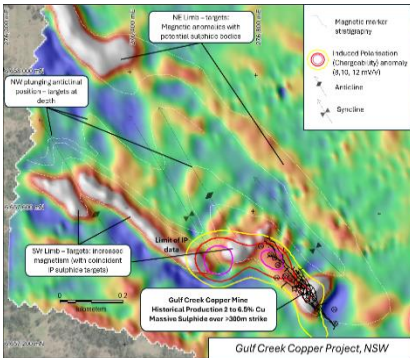 NE Limb – targets:
Magnetic anomalies with
potential sulphide bodies
Magnetic marker
stratigraphy
Induced Polarisation
(Chargeability) anomaly
(8,10, 12 mV/V)
Anticline
Syncline
NW plunging anticlinal
position – targets at
depth
SW Limb – Targets: increased
magnetism (with coincident
IP sulphide targets)
Limit of IP
data
0
0.2
kilometres
Gulf Creek Copper Mine
Historical Production 2 to 6.5% Cu
Massive Sulphide over >300m strike
Gulf Creek Copper Project, NSW